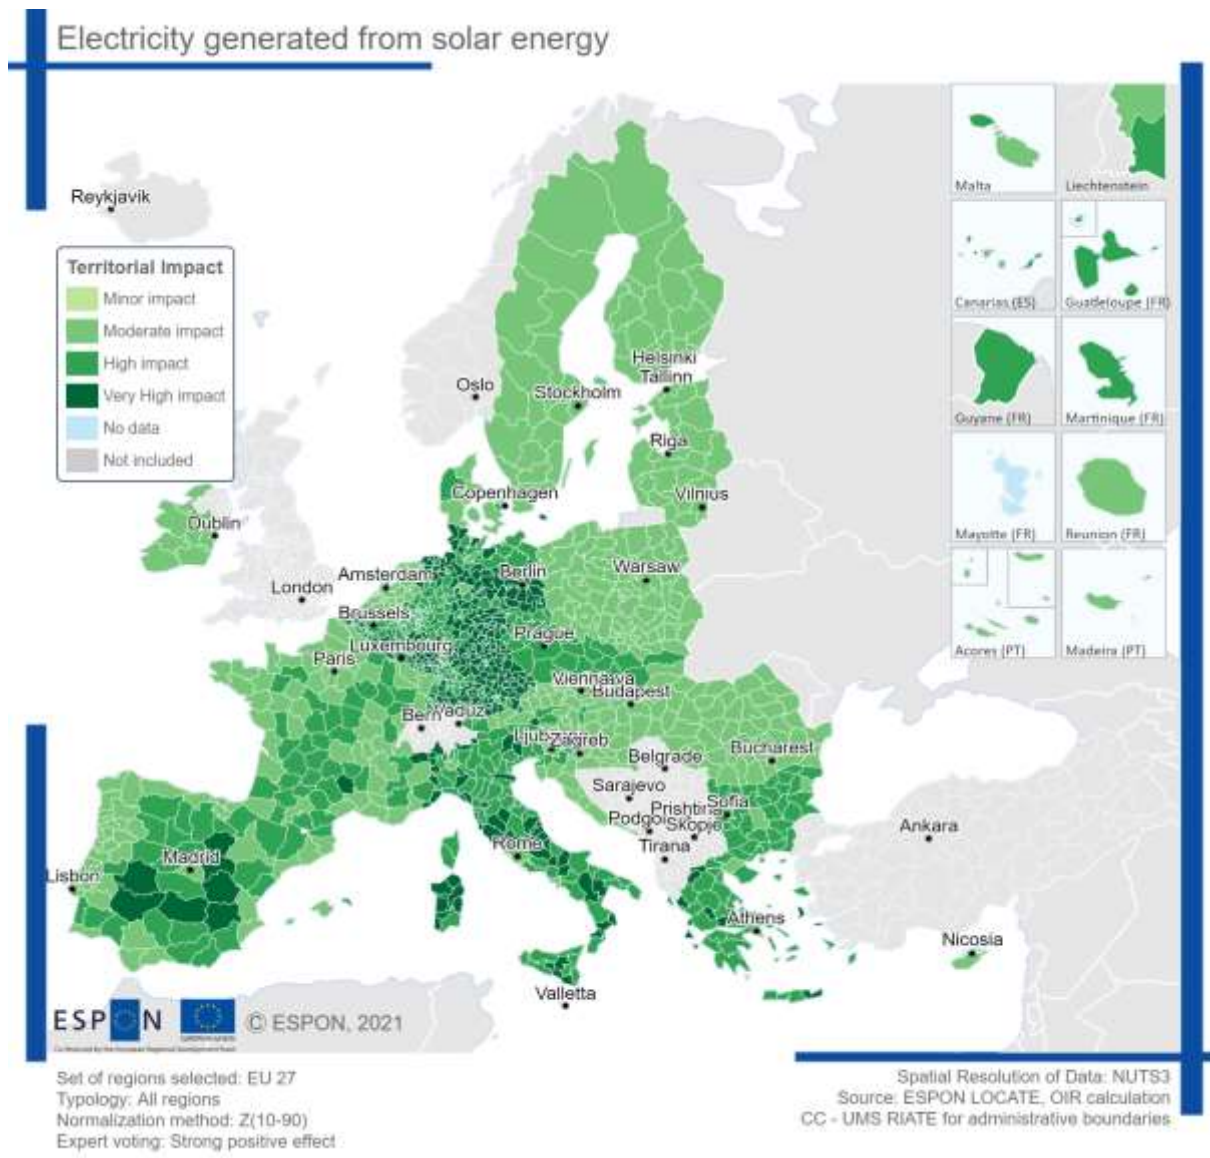 Electricity generated from solar energy
Reykjavik
Territorial Impact
Minor impact
Moderate impact
High impact
Very High impact
No data
Not included
Malta
Liechtenstein
Canarias (ES)
Guadeloupe (FR)
Guyane (FR)
Martinique (FR)
Mayotte (FR)
Reunion (FR)
Acores (PT)
Madeira (PT)
Helsinki
Tallinn
Oslo
Stockholm
Riga
Copenhagen
Vilnius
Dublin
Amsterdam
Berlin
Warsaw
London
Brussels
Prague
Luxembourg
Paris
Vienna
Budapest
Bern
Vaduz
Zagreb
Belgrade
Bucharest
Sarajevo
Sofia
Prishtina
Skopje
Rome
Tirana
Ankara
Madrid
Lisbon
Athens
Nicosia
Valletta
ESPON
© ESPON, 2021
Set of regions selected: EU 27
Typology: All regions
Normalization method: Z(10-90)
Expert voting: Strong positive effect
Spatial Resolution of Data: NUTS3
Source: ESPON LOCATE, OIR calculation
CC - UMS RIATE for administrative boundaries